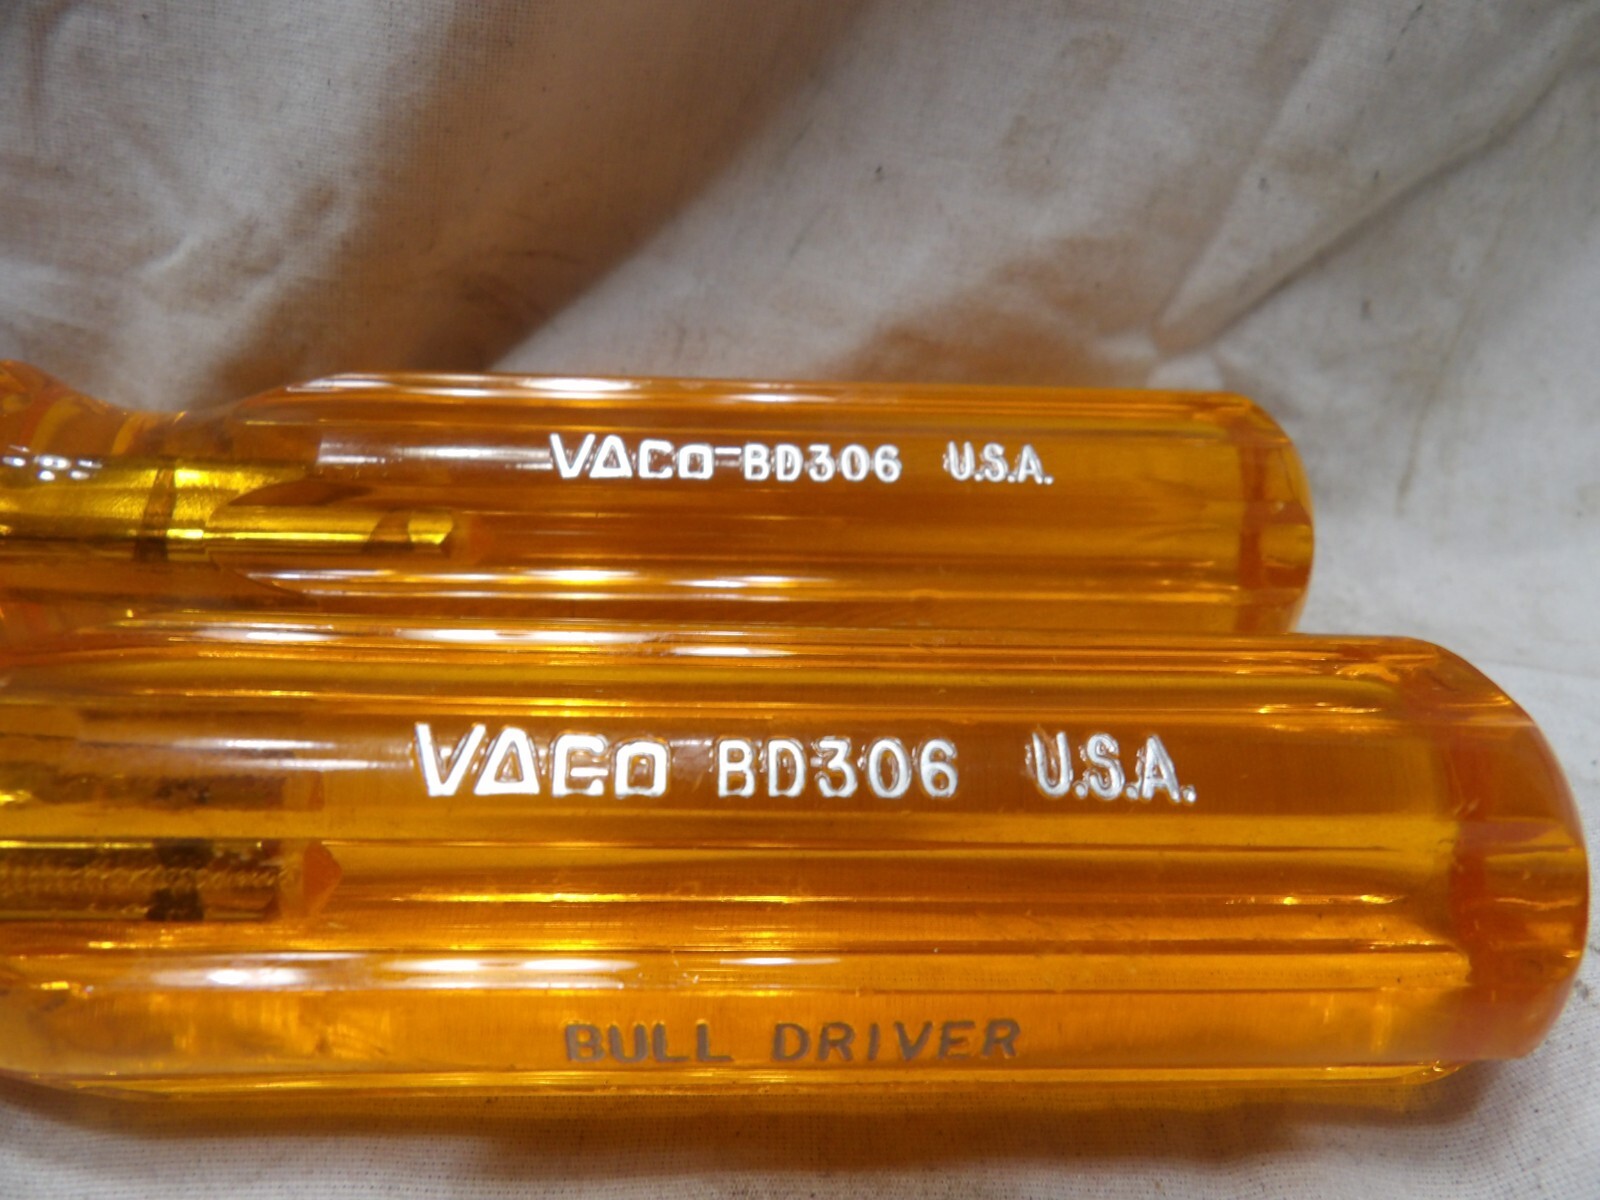 VACO BD306 U.S.A.
VACO BD306 U.S.A.
BULL DRIVER